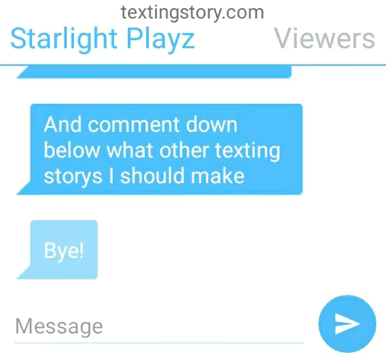 textingstory.com
Starlight Playz Viewers
And comment down
below what other texting
storys I should make
Bye!
Message